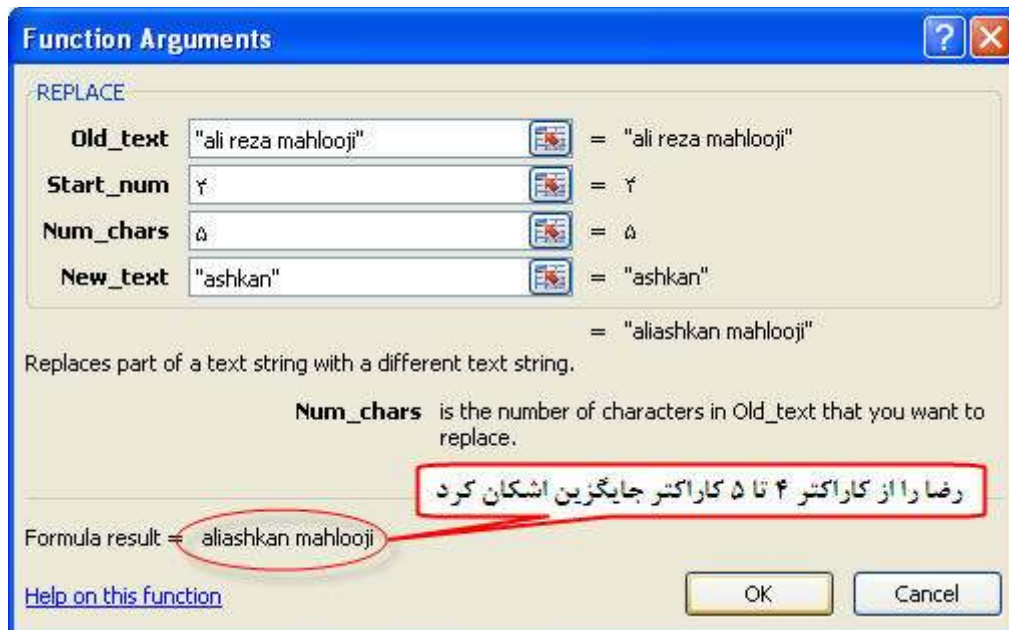 Function Arguments
REPLACE
Old_text "ali reza mahlooji" = "ali reza mahlooji"
Start_num ۴ = ۴
Num_chars ۵ = ۵
New_text "ashkan" = "ashkan"
= "aliashkan mahlooji"
Replaces part of a text string with a different text string.
Num_chars is the number of characters in Old_text that you want to
replace.
رضا را از کاراکتر ۴ تا ۵ کاراکتر جایگزین اشکان کرد
Formula result = aliashkan mahlooji
Help on this function
OK Cancel